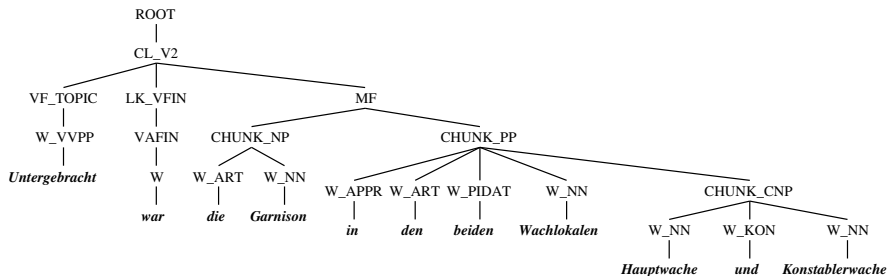 ROOT
CL_V2
VF_TOPIC LK_VFIN MF
W_VVPP VAFIN CHUNK_NP CHUNK_PP
Untergebracht W W_ART W_NN W_APPR W_ART W_PIDAT W_NN CHUNK_CNP
war die Garnison in den beiden Wachlokalen W_NN W_KON W_NN
Hauptwache und Konstablerwache